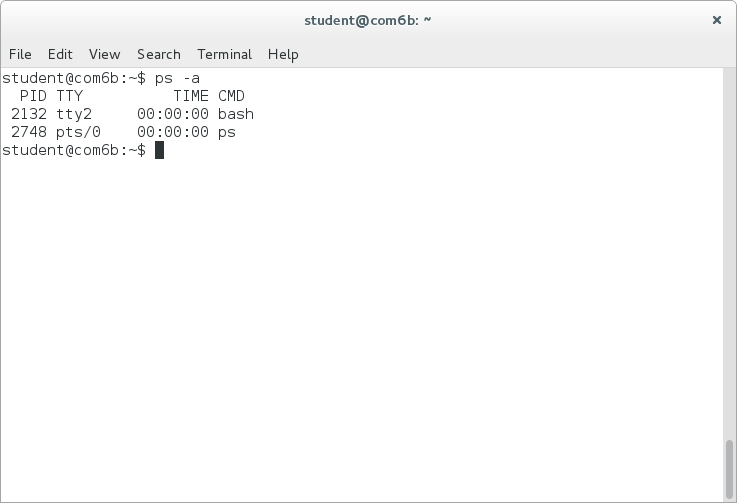 student@com6b: ~
File Edit View Search Terminal Help
student@com6b:~$ ps -a
  PID TTY          TIME CMD
 2132 tty2     00:00:00 bash
 2748 pts/0    00:00:00 ps
student@com6b:~$